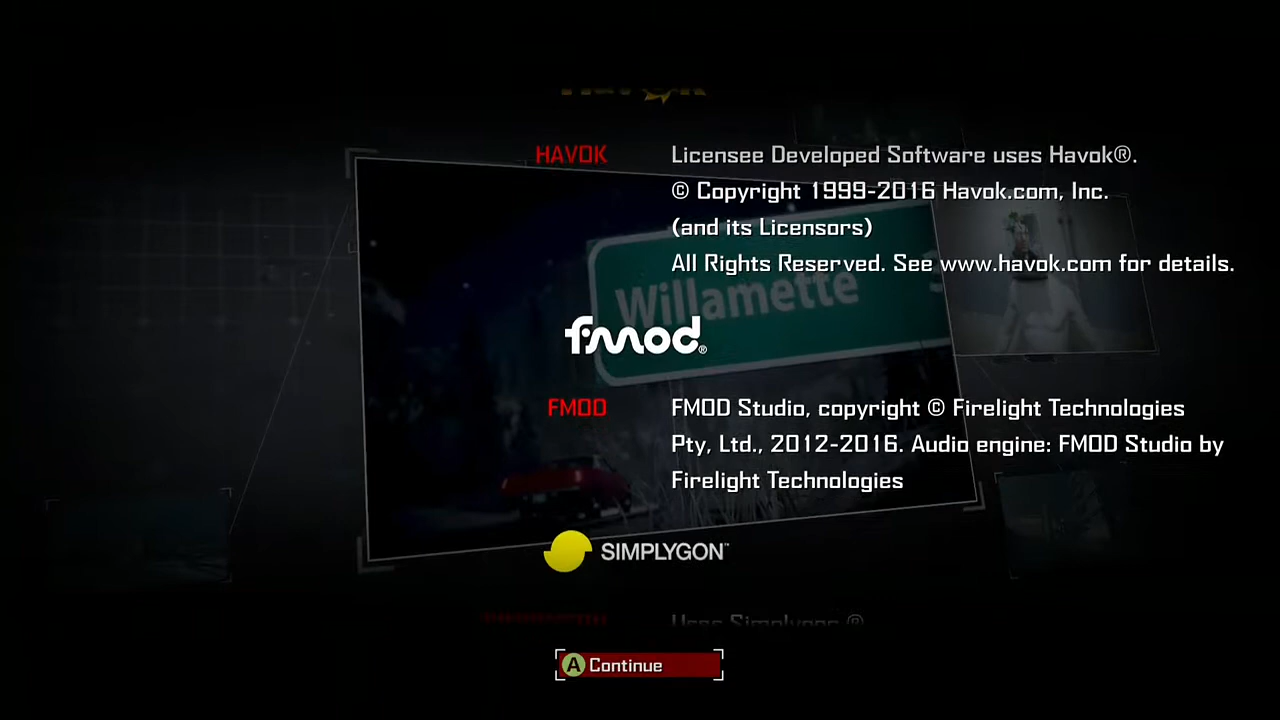 HAVOK Licensee Developed Software uses Havok®.
© Copyright 1999-2016 Havok.com, Inc.
(and its Licensors)
All Rights Reserved. See www.havok.com for details.
Willamette
fmod®
FMOD FMOD Studio, copyright © Firelight Technologies
Pty, Ltd., 2012-2016. Audio engine: FMOD Studio by
Firelight Technologies
SIMPLYGON™
Uses Simplygon ®
A Continue